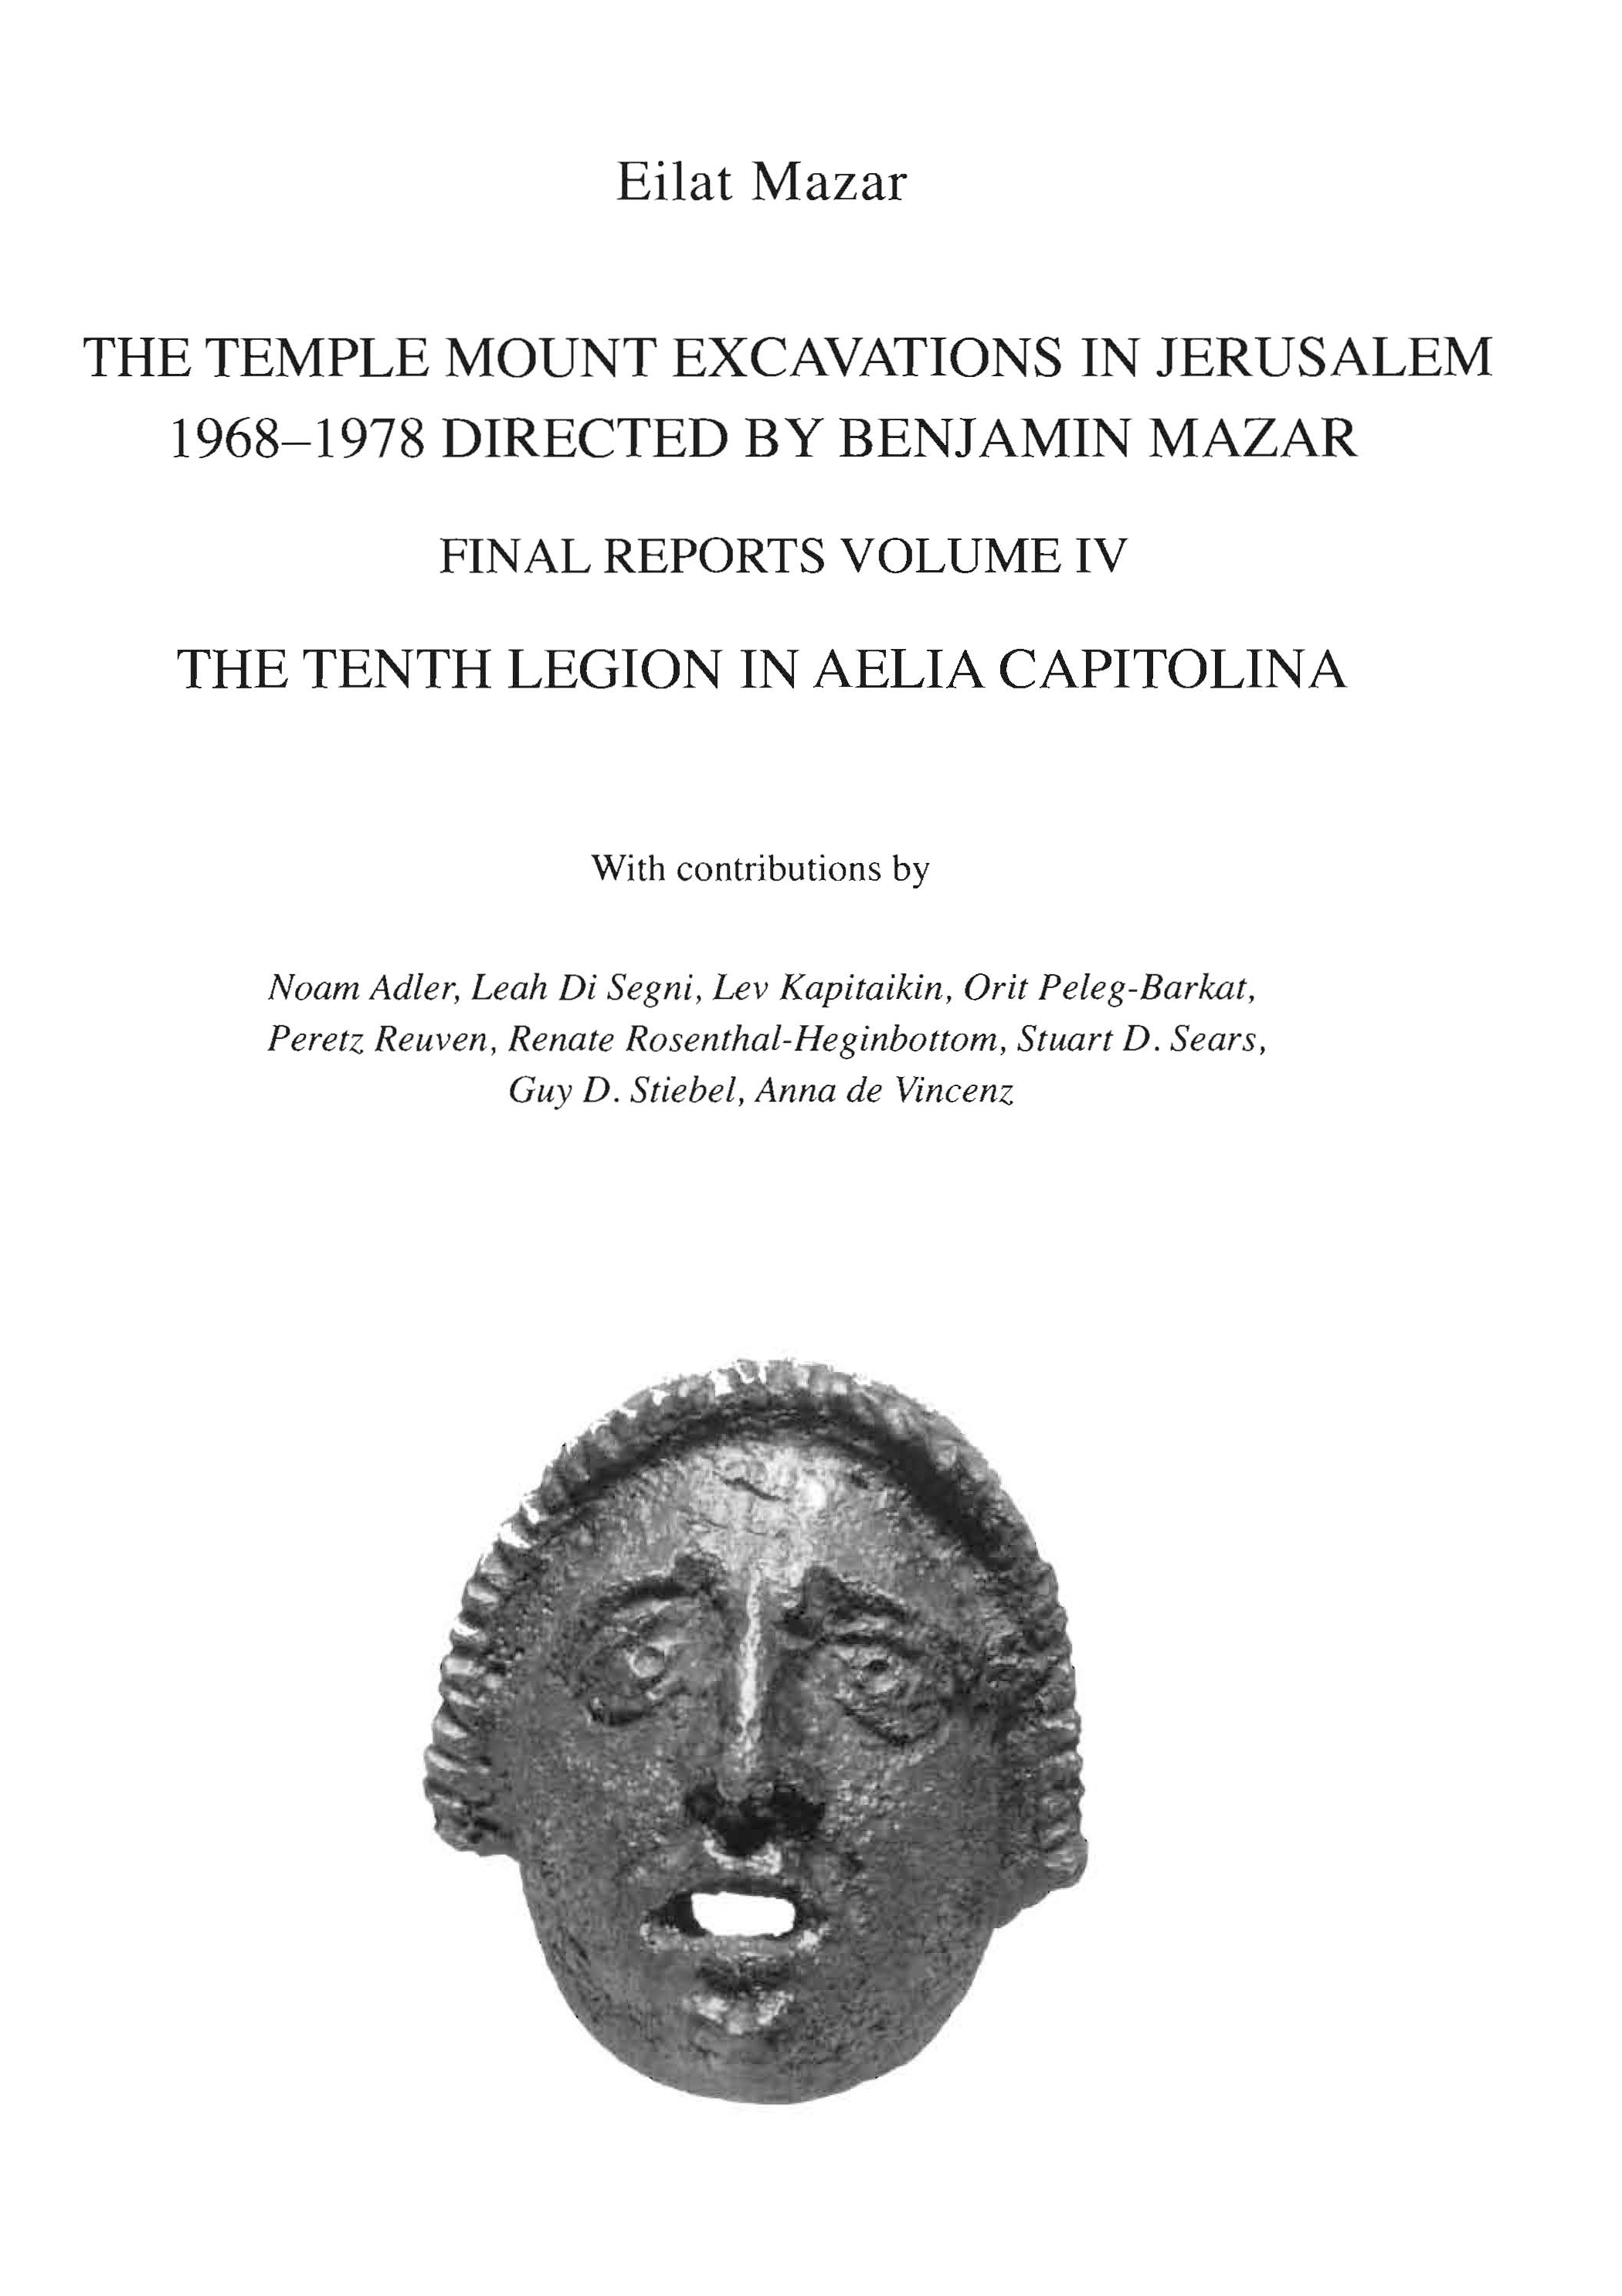 Eilat Mazar
THE TEMPLE MOUNT EXCAVATIONS IN JERUSALEM
1968–1978 DIRECTED BY BENJAMIN MAZAR
FINAL REPORTS VOLUME IV
THE TENTH LEGION IN AELIA CAPITOLINA
With contributions by
Noam Adler, Leah Di Segni, Lev Kapitaikin, Orit Peleg-Barkat,
Peretz Reuven, Renate Rosenthal-Heginbottom, Stuart D. Sears,
Guy D. Stiebel, Anna de Vincenz